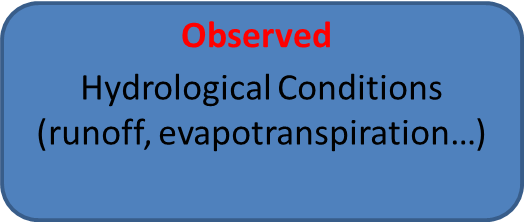 Observed
Hydrological Conditions
(runoff, evapotranspiration...)